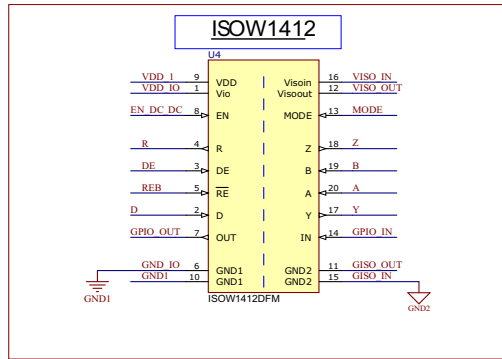 ISOW1412
U4
VDD_I 9 VDD Visoin 16 VISO_IN
VDD_IO 1 Vio Visoout 12 VISO_OUT
EN_DC_DC 8 EN MODE 13 MODE
R 4 R Z 18 Z
DE 3 DE B 19 B
REB 5 RE A 20 A
D 2 D Y 17 Y
GPIO_OUT 7 OUT IN 14 GPIO_IN
GND_IO 6 GND1 GND2 11 GISO_OUT
GND1 10 GND1 GND2 15 GISO_IN
GND1 ISOW1412DFM GND2